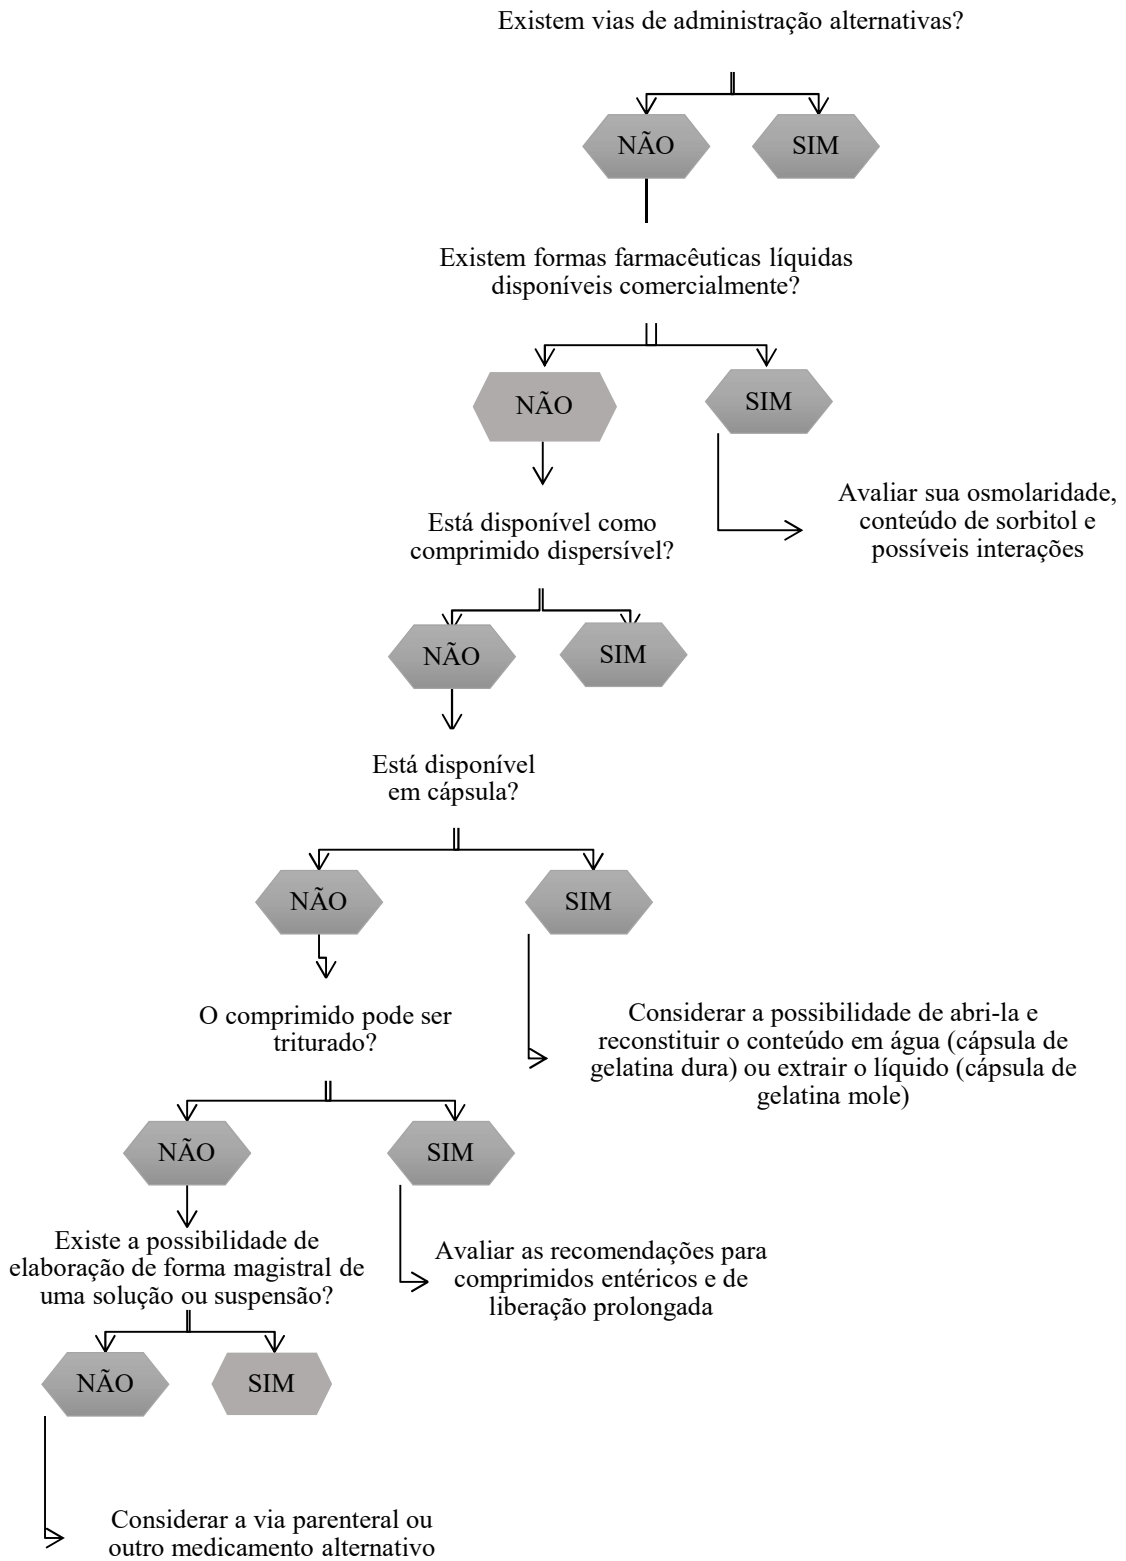 Existem vias de administração alternativas?
NÃO
SIM
Existem formas farmacêuticas líquidas
disponíveis comercialmente?
NÃO
SIM
Avaliar sua osmolaridade,
conteúdo de sorbitol e
possíveis interações
Está disponível como
comprimido dispersível?
NÃO
SIM
Está disponível
em cápsula?
NÃO
SIM
O comprimido pode ser
triturado?
Considerar a possibilidade de abri-la e
reconstituir o conteúdo em água (cápsula de
gelatina dura) ou extrair o líquido (cápsula de
gelatina mole)
NÃO
SIM
Existe a possibilidade de
elaboração de forma magistral de
uma solução ou suspensão?
Avaliar as recomendações para
comprimidos entéricos e de
liberação prolongada
NÃO
SIM
Considerar a via parenteral ou
outro medicamento alternativo